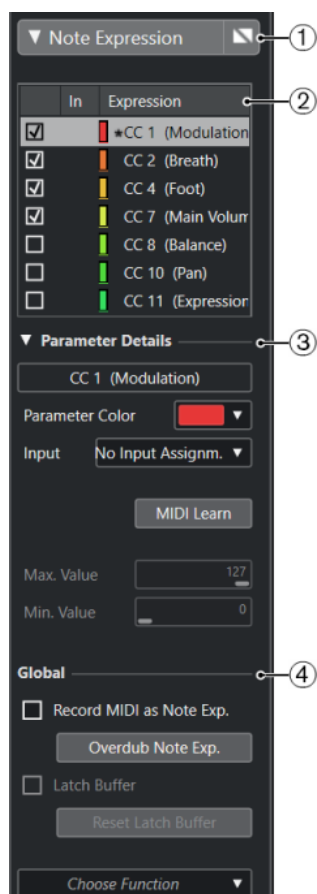 Note Expression ①
In Expression ②
*CC 1 (Modulation
CC 2 (Breath)
CC 4 (Foot)
CC 7 (Main Volum
CC 8 (Balance)
CC 10 (Pan)
CC 11 (Expression
Parameter Details ③
CC 1 (Modulation)
Parameter Color
Input No Input Assignm.
MIDI Learn
Max. Value 127
Min. Value 0
Global ④
Record MIDI as Note Exp.
Overdub Note Exp.
Latch Buffer
Reset Latch Buffer
Choose Function